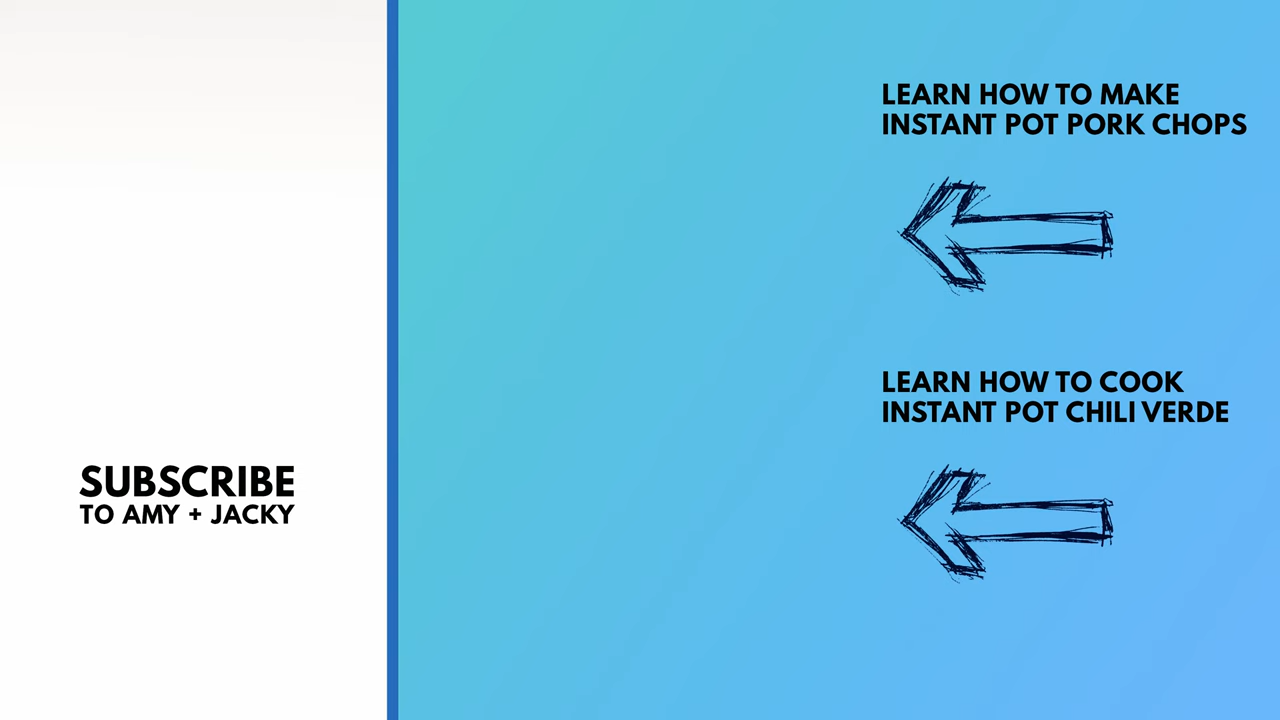 LEARN HOW TO MAKE
INSTANT POT PORK CHOPS
LEARN HOW TO COOK
INSTANT POT CHILI VERDE
SUBSCRIBE
TO AMY + JACKY